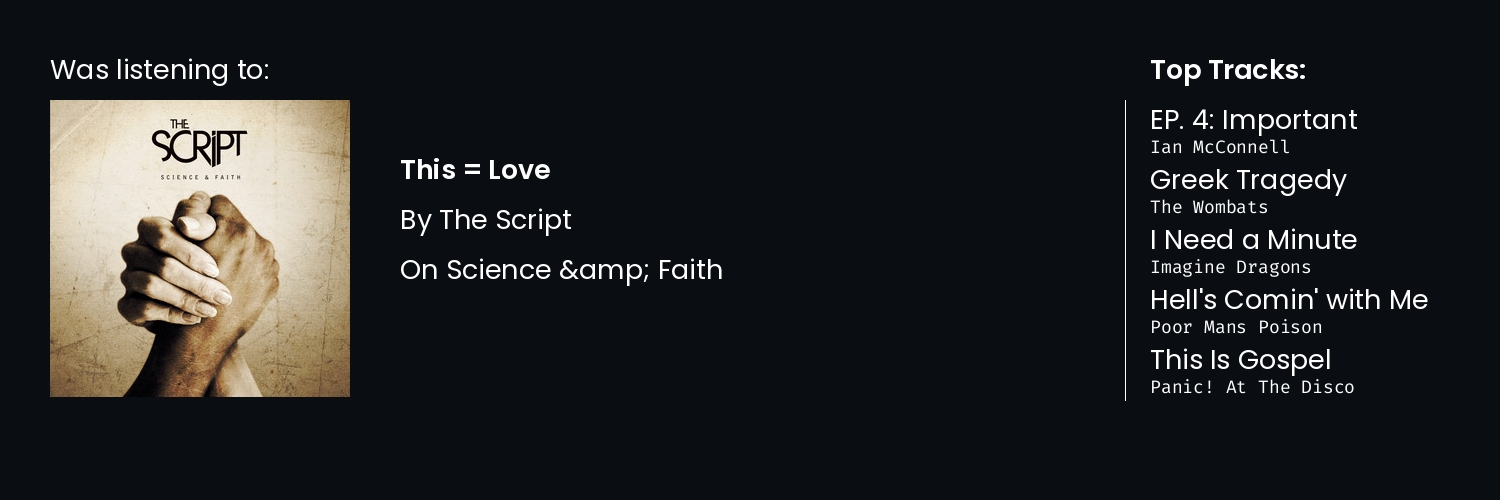 Was listening to:
THE
SCRIPT
SCIENCE & FAITH
This = Love
By The Script
On Science &amp; Faith
Top Tracks:
EP. 4: Important
Ian McConnell
Greek Tragedy
The Wombats
I Need a Minute
Imagine Dragons
Hell's Comin' with Me
Poor Mans Poison
This Is Gospel
Panic! At The Disco